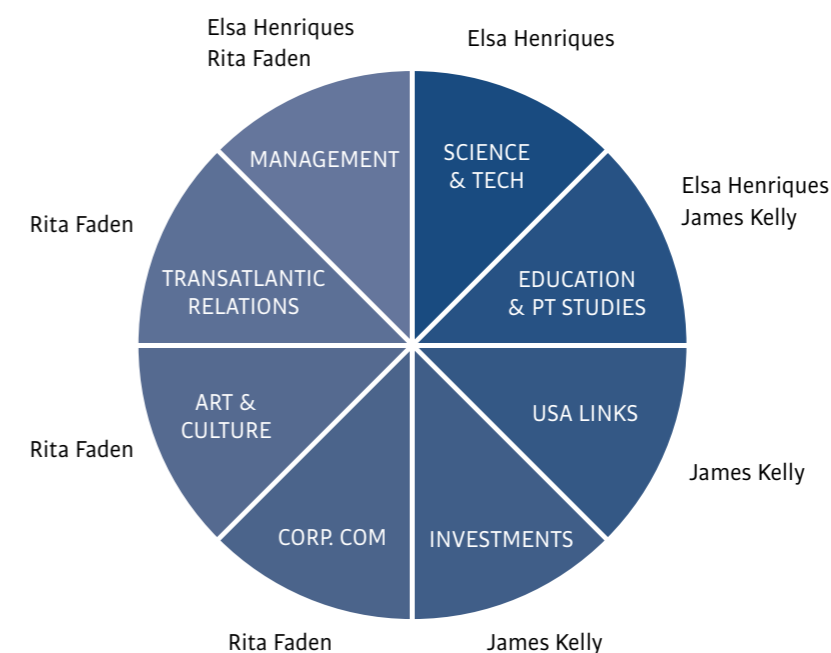 Elsa Henriques
Rita Faden
Elsa Henriques
MANAGEMENT
SCIENCE
& TECH
Elsa Henriques
James Kelly
Rita Faden
TRANSATLANTIC
RELATIONS
EDUCATION
& PT STUDIES
ART &
CULTURE
USA LINKS
Rita Faden
James Kelly
CORP. COM
INVESTMENTS
Rita Faden
James Kelly